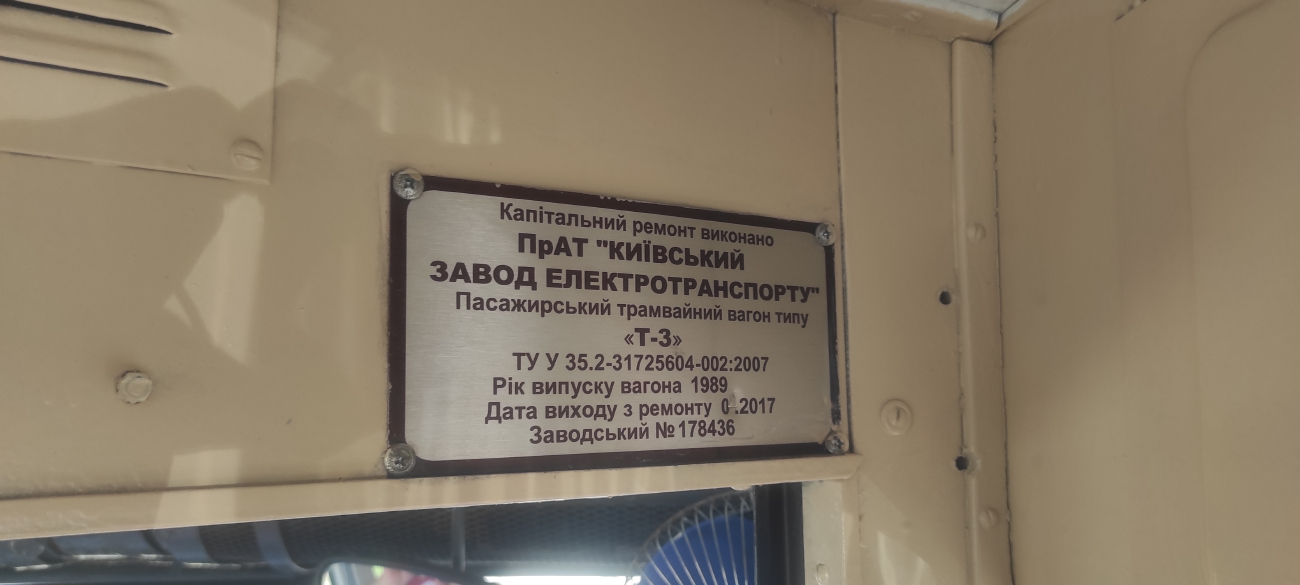 Капітальний ремонт виконано
ПрАТ "КИЇВСЬКИЙ
ЗАВОД ЕЛЕКТРОТРАНСПОРТУ"
Пасажирський трамвайний вагон типу
«Т-3»
ТУ У 35.2-31725604-002:2007
Рік випуску вагона 1989
Дата виходу з ремонту
Заводський №178436